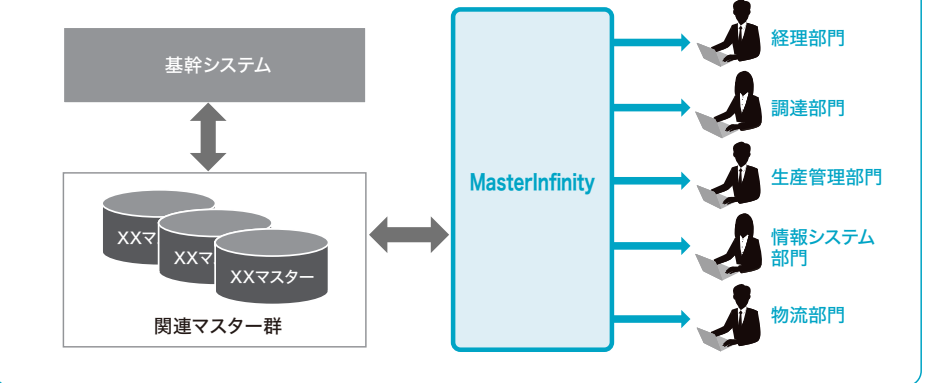 基幹システム
XXマ
XXマ
XXマスター
関連マスター群
MasterInfinity
経理部門
調達部門
生産管理部門
情報システム
部門
物流部門